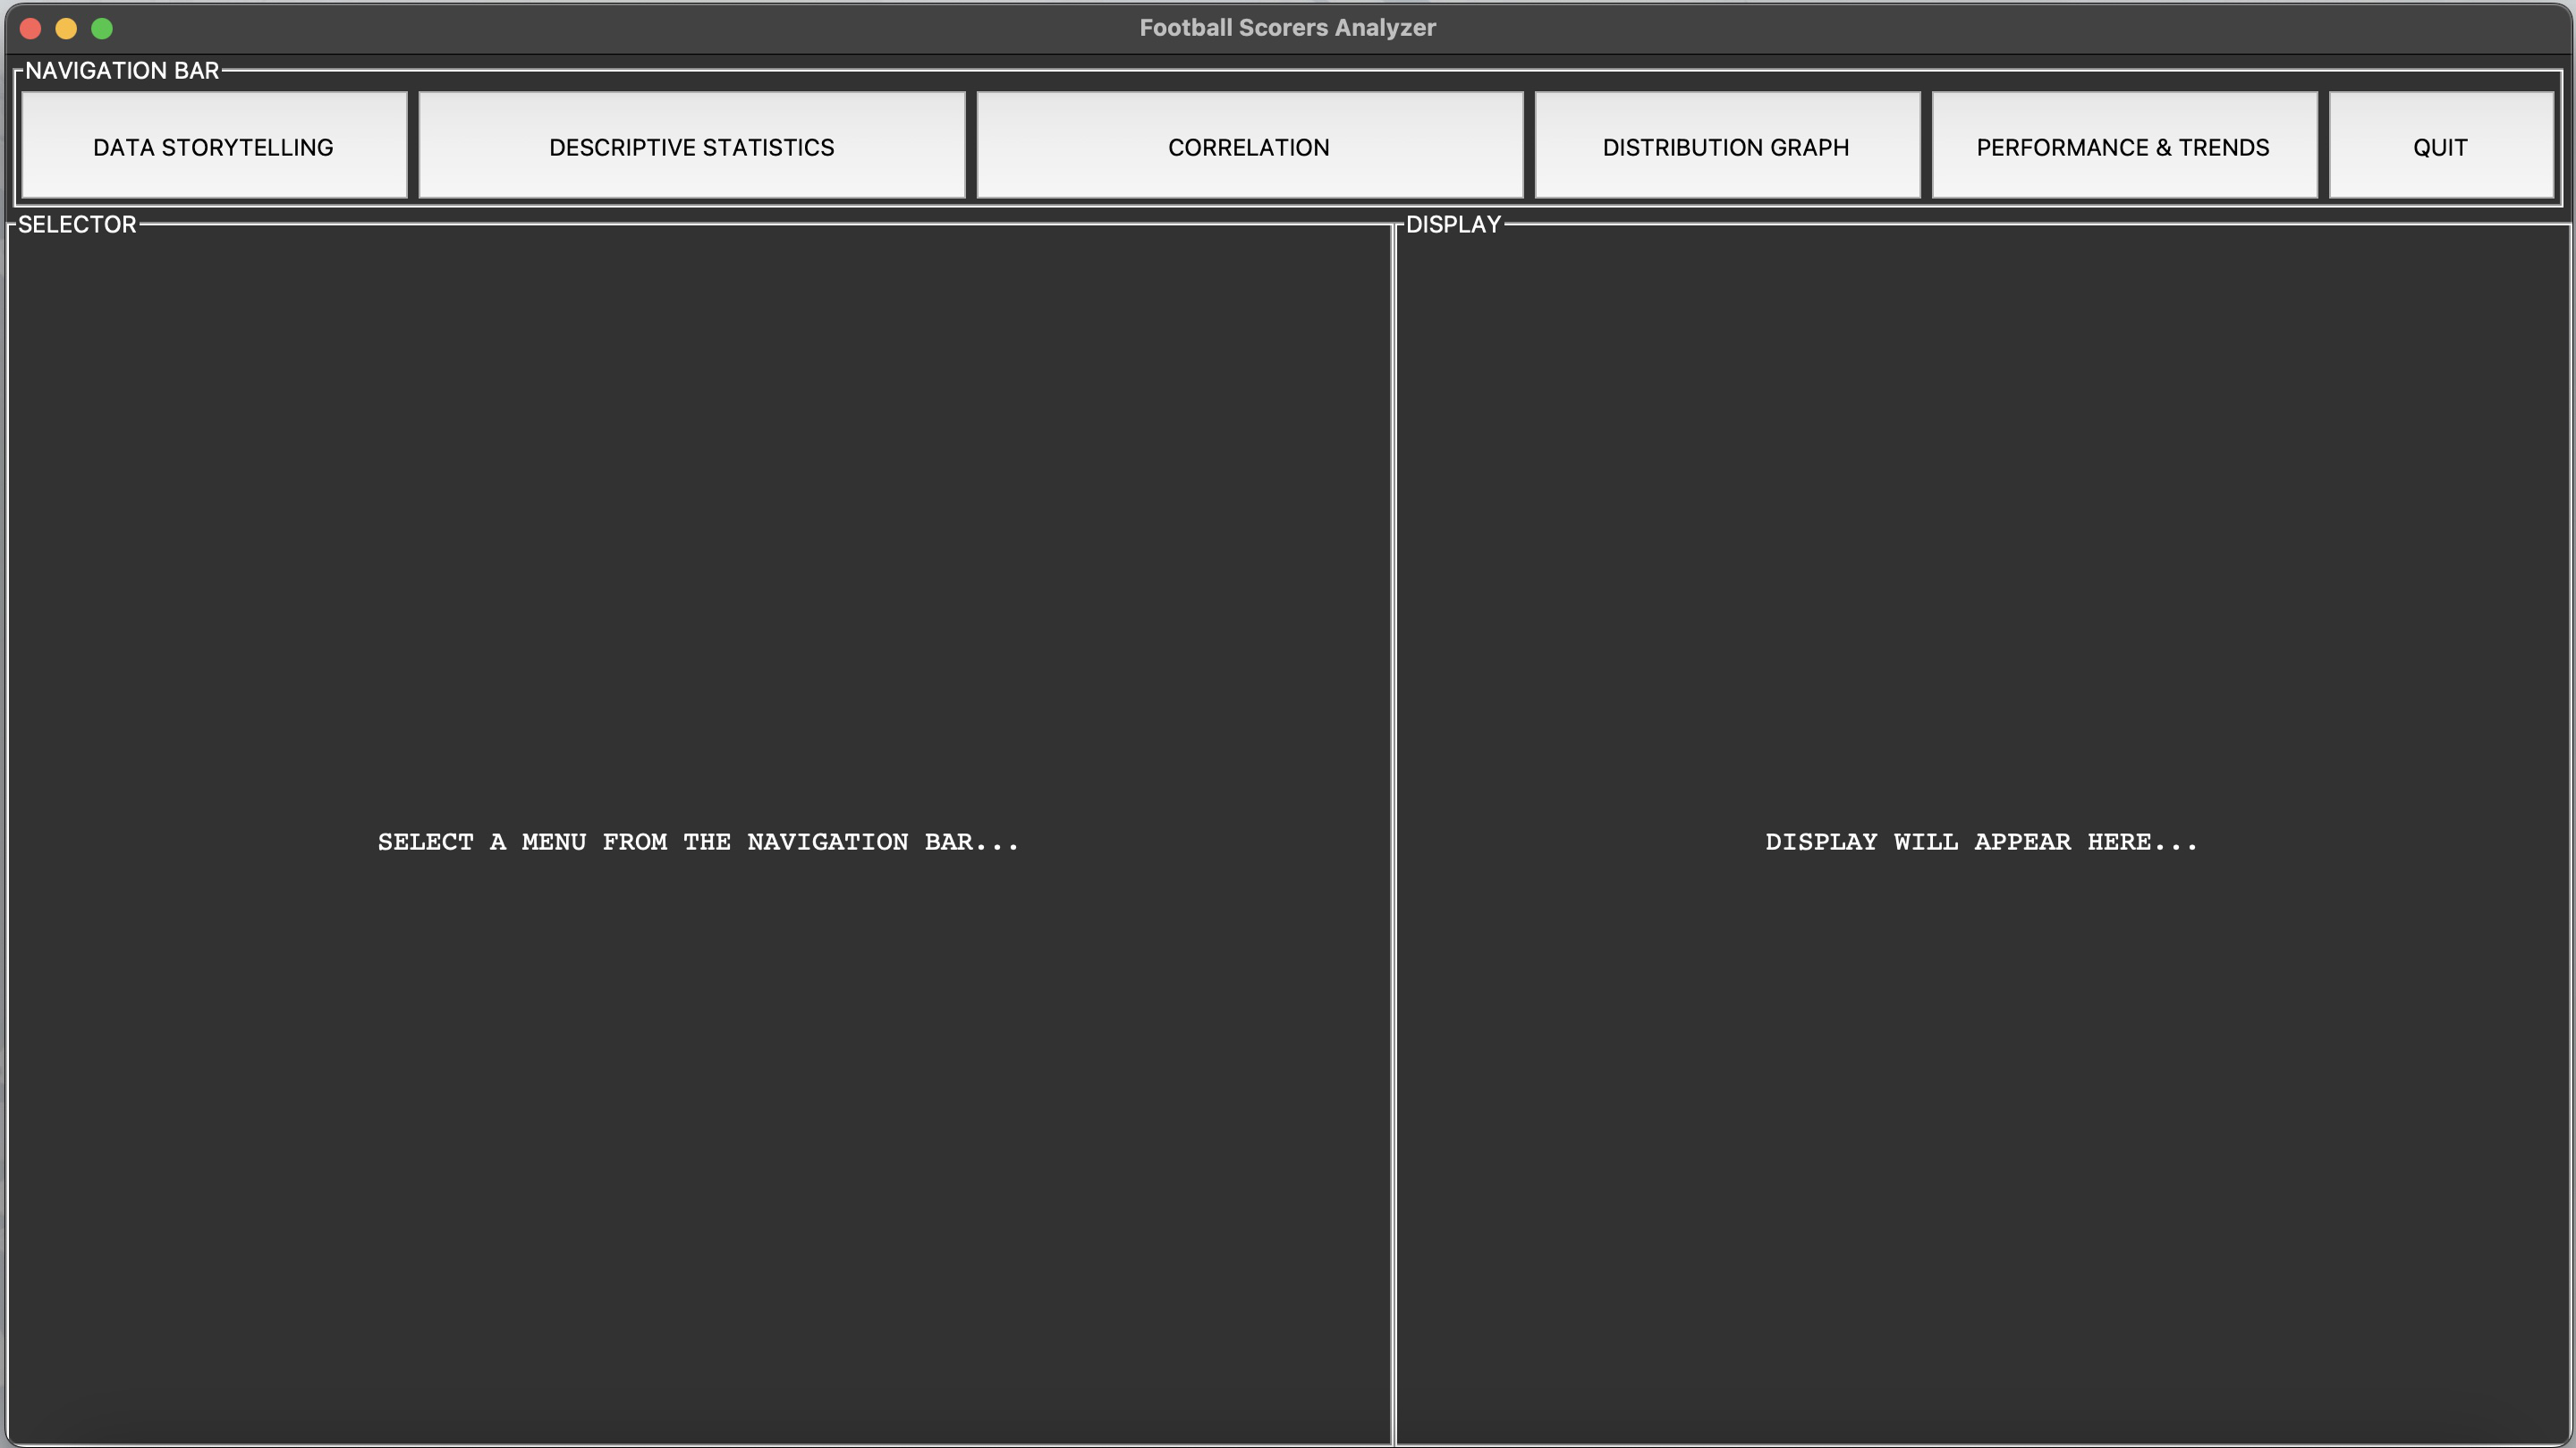 Football Scorers Analyzer
NAVIGATION BAR
DATA STORYTELLING
DESCRIPTIVE STATISTICS
CORRELATION
DISTRIBUTION GRAPH
PERFORMANCE & TRENDS
QUIT
SELECTOR
DISPLAY
SELECT A MENU FROM THE NAVIGATION BAR...
DISPLAY WILL APPEAR HERE...